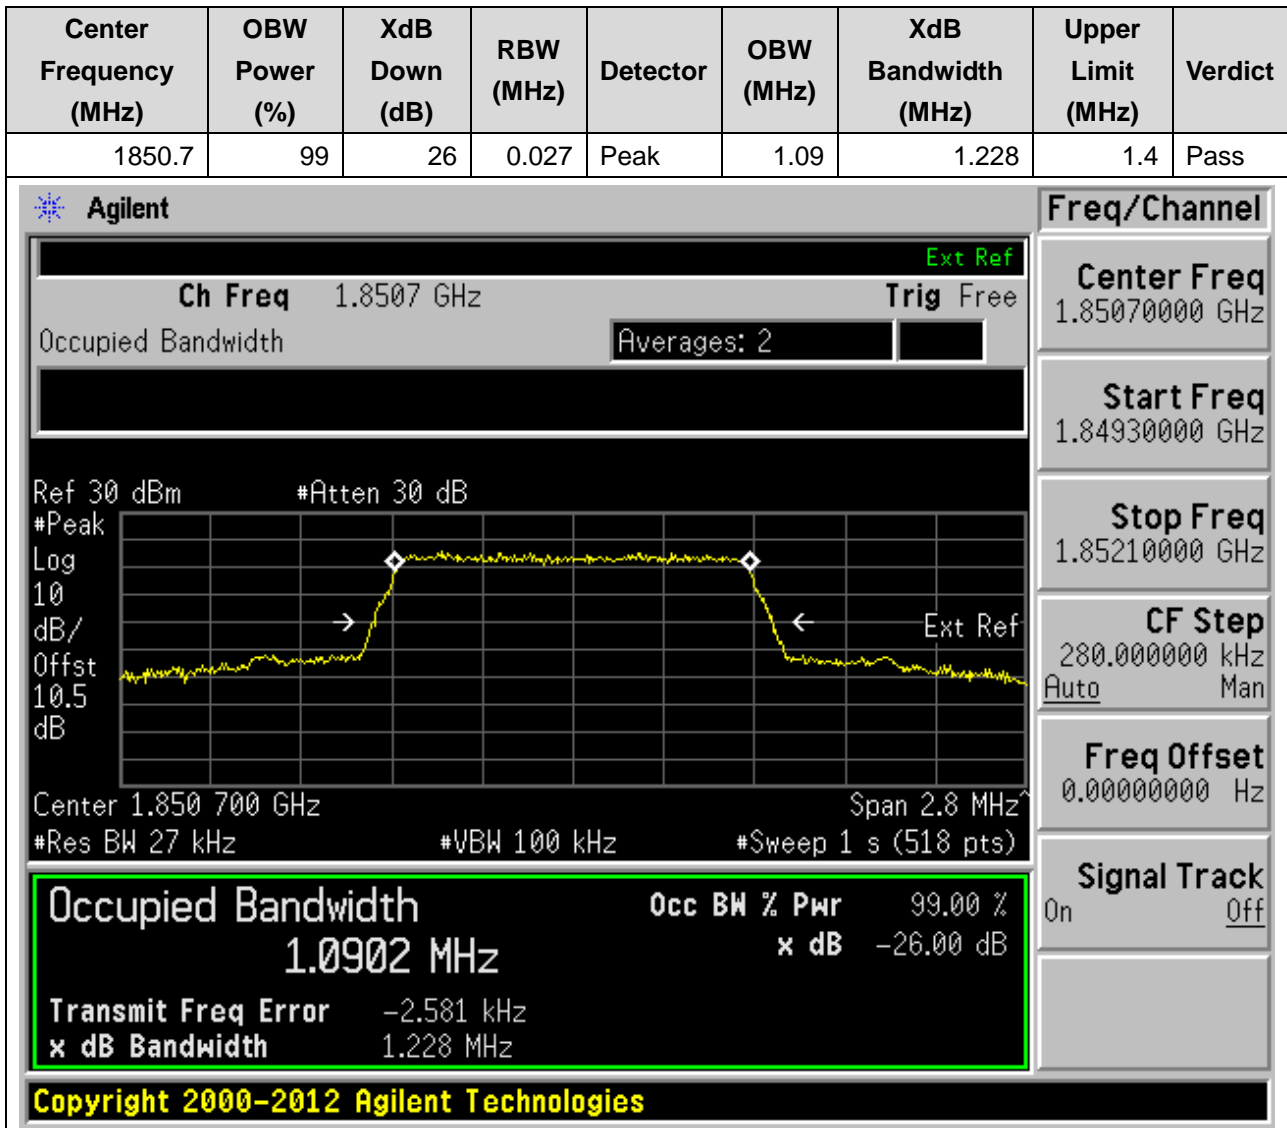 Center Frequency (MHz) OBW Power (%) XdB Down (dB) RBW (MHz) Detector OBW (MHz) XdB Bandwidth (MHz) Upper Limit (MHz) Verdict
1850.7 99 26 0.027 Peak 1.09 1.228 1.4 Pass
Agilent
Freq/Channel
Ext Ref
Ch Freq 1.8507 GHz Trig Free
Occupied Bandwidth Averages: 2
Center Freq
1.85070000 GHz
Start Freq
1.84930000 GHz
Stop Freq
1.85210000 GHz
CF Step
280.000000 kHz
Auto Man
Freq Offset
0.00000000 Hz
Signal Track
On Off
Ref 30 dBm #Atten 30 dB
#Peak
Log
10
dB/
Offst
10.5
dB
Ext Ref
Center 1.850 700 GHz Span 2.8 MHz^
#Res BW 27 kHz #VBW 100 kHz #Sweep 1 s (518 pts)
Occupied Bandwidth Occ BW % Pwr 99.00 %
1.0902 MHz x dB -26.00 dB
Transmit Freq Error -2.581 kHz
x dB Bandwidth 1.228 MHz
Copyright 2000-2012 Agilent Technologies